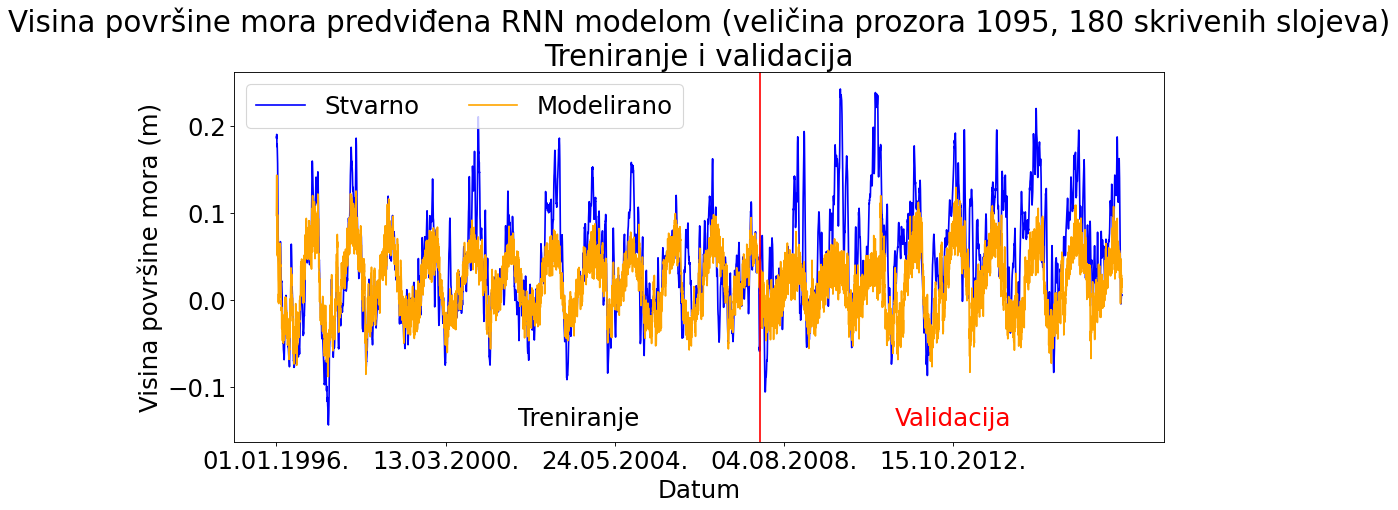 Visina površine mora predviđena RNN modelom (veličina prozora 1095, 180 skrivenih slojeva)
Treniranje i validacija
Stvarno
Modelirano
Visina površine mora (m)
0.2
0.1
0.0
−0.1
Treniranje
Validacija
01.01.1996.
13.03.2000.
24.05.2004.
04.08.2008.
15.10.2012.
Datum